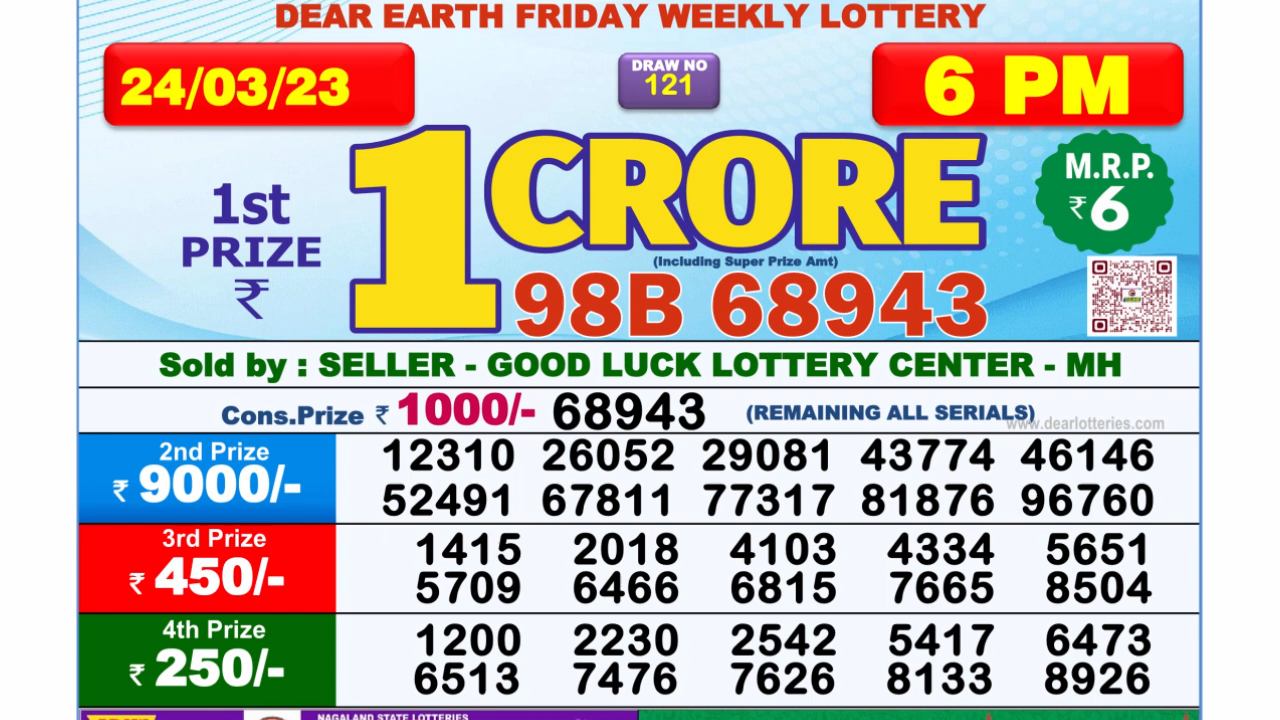 DEAR EARTH FRIDAY WEEKLY LOTTERY
24/03/23
DRAW NO
121
6 PM
1st
PRIZE
₹
1 CRORE
(Including Super Prize Amt)
98B 68943
M.R.P.
₹6
Sold by : SELLER - GOOD LUCK LOTTERY CENTER - MH
Cons.Prize ₹ 1000/- 68943 (REMAINING ALL SERIALS)
www.dearlotteries.com
2nd Prize
₹ 9000/-
12310 26052 29081 43774 46146
52491 67811 77317 81876 96760
3rd Prize
₹ 450/-
1415 2018 4103 4334 5651
5709 6466 6815 7665 8504
4th Prize
₹ 250/-
1200 2230 2542 5417 6473
6513 7476 7626 8133 8926
NAGALAND STATE LOTTERIES